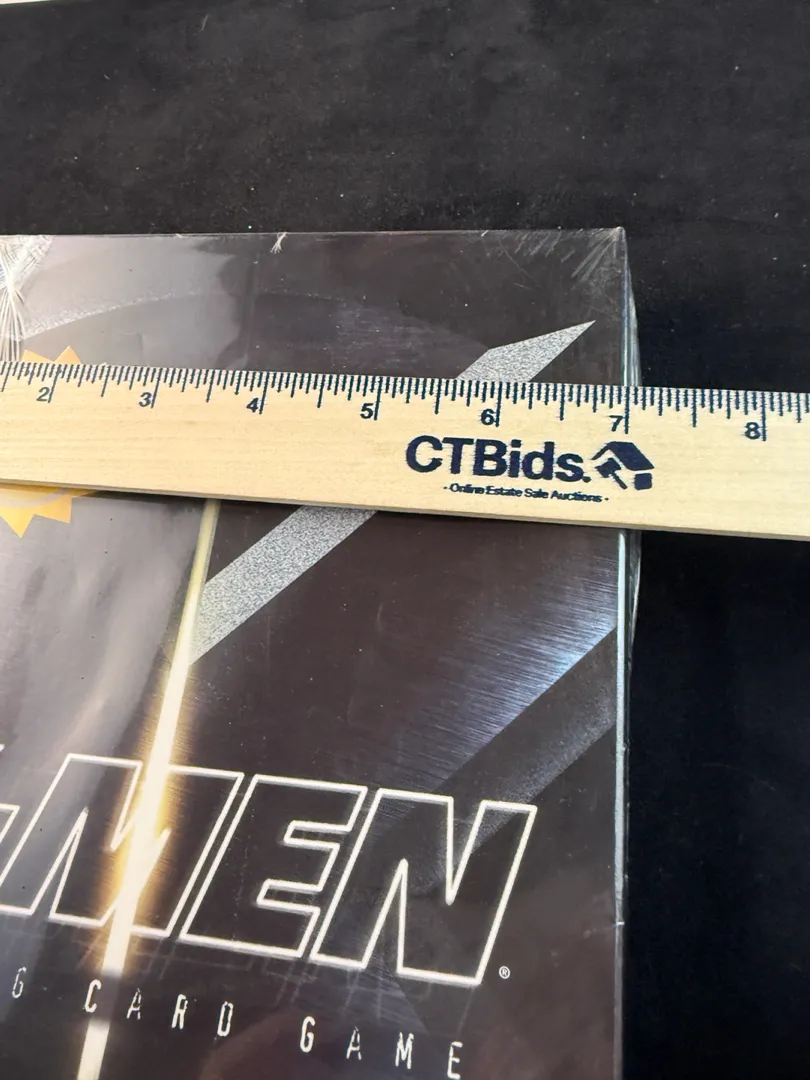 2 3 4 5 6 7 8
CTBids.
- Online Estate Sale Auctions -
-MEN®
G CARD GAME